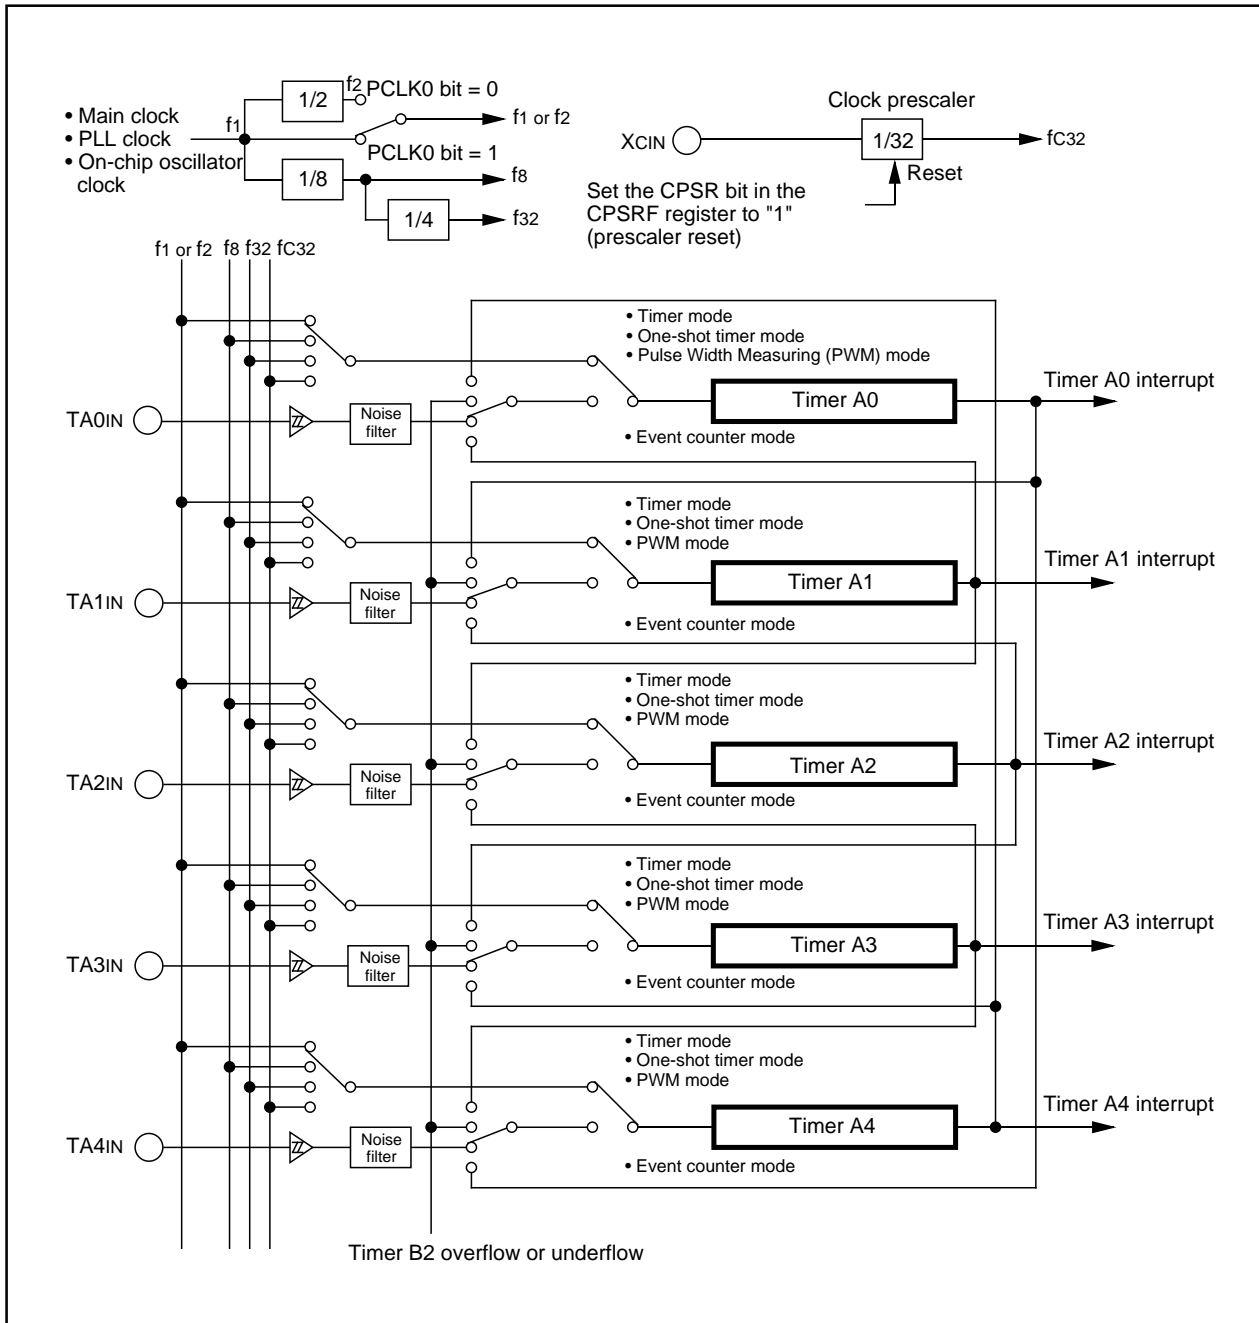 f2 PCLK0 bit = 0
1/2
• Main clock
• PLL clock
• On-chip oscillator
clock
f1
f1 or f2
PCLK0 bit = 1
1/8
f8
1/4
f32
Clock prescaler
XCIN
1/32
fC32
Reset
Set the CPSR bit in the
CPSRF register to "1"
(prescaler reset)
f1 or f2 f8 f32 fC32
• Timer mode
• One-shot timer mode
• Pulse Width Measuring (PWM) mode
Timer A0 interrupt
TA0IN
Noise
filter
Timer A0
• Event counter mode
• Timer mode
• One-shot timer mode
• PWM mode
Timer A1 interrupt
TA1IN
Noise
filter
Timer A1
• Event counter mode
• Timer mode
• One-shot timer mode
• PWM mode
Timer A2 interrupt
TA2IN
Noise
filter
Timer A2
• Event counter mode
• Timer mode
• One-shot timer mode
• PWM mode
Timer A3 interrupt
TA3IN
Noise
filter
Timer A3
• Event counter mode
• Timer mode
• One-shot timer mode
• PWM mode
Timer A4 interrupt
TA4IN
Noise
filter
Timer A4
• Event counter mode
Timer B2 overflow or underflow